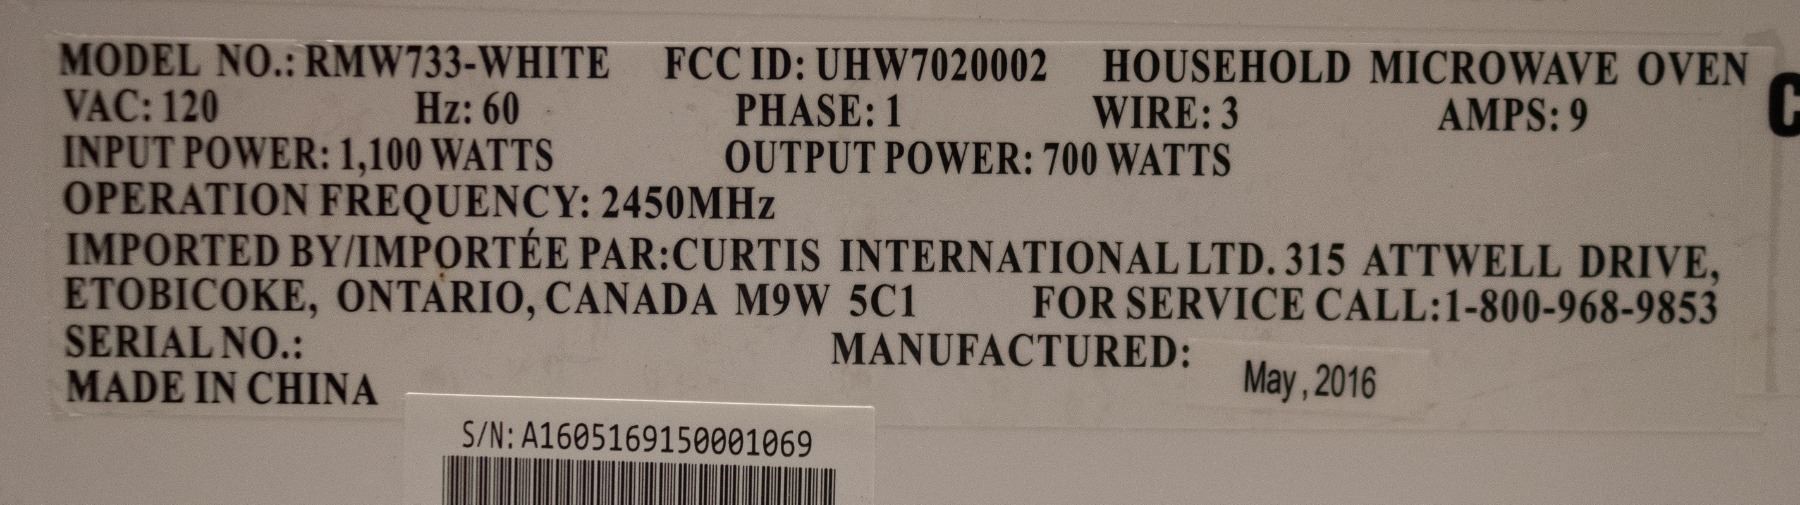 MODEL NO.: RMW733-WHITE FCC ID: UHW7020002 HOUSEHOLD MICROWAVE OVEN
VAC: 120 Hz: 60 PHASE: 1 WIRE: 3 AMPS: 9
INPUT POWER: 1,100 WATTS OUTPUT POWER: 700 WATTS
OPERATION FREQUENCY: 2450MHz
IMPORTED BY/IMPORTÉE PAR:CURTIS INTERNATIONAL LTD. 315 ATTWELL DRIVE,
ETOBICOKE, ONTARIO, CANADA M9W 5C1 FOR SERVICE CALL:1-800-968-9853
SERIAL NO.: MANUFACTURED: May, 2016
MADE IN CHINA
S/N: A1605169150001069